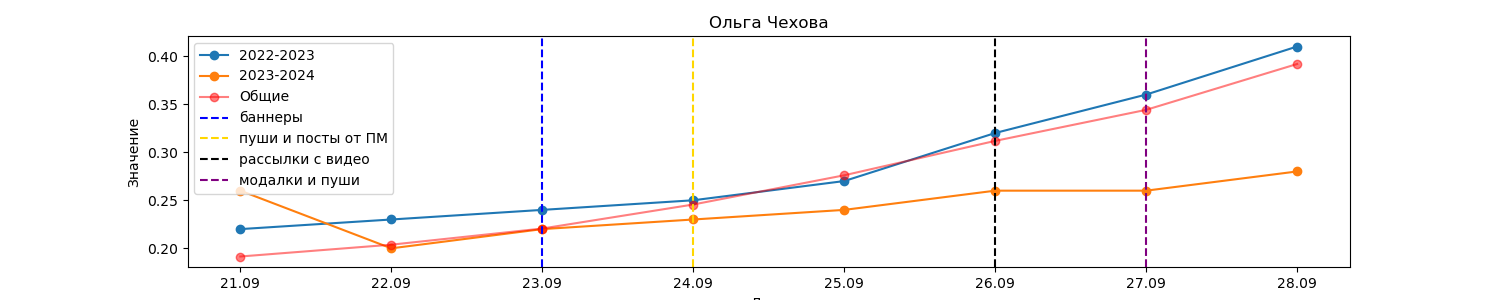 Ольга Чехова
2022-2023
2023-2024
Общие
баннеры
пуши и посты от ПМ
рассылки с видео
модалки и пуши
Значение
0.40
0.35
0.30
0.25
0.20
21.09 22.09 23.09 24.09 25.09 26.09 27.09 28.09